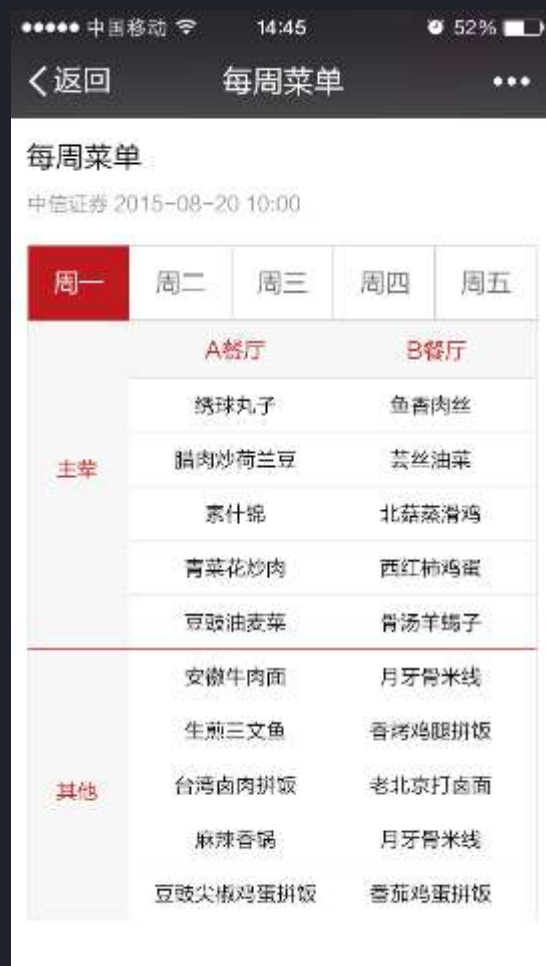 中国移动 14:45 52%
返回 每周菜单
每周菜单
中信证券 2015-08-20 10:00
周一 周二 周三 周四 周五
A餐厅 B餐厅
绣球丸子 鱼香肉丝
主荤
腊肉炒荷兰豆 芸丝油菜
素什锦 北菇蒸滑鸡
青菜花炒肉 西红柿鸡蛋
豆豉油麦菜 骨汤羊蝎子
安徽牛肉面 月牙骨米线
生煎三文鱼 香烤鸡腿拼饭
其他
台湾卤肉拼饭 老北京打卤面
麻辣香锅 月牙骨米线
豆豉尖椒鸡蛋拼饭 番茄鸡蛋拼饭